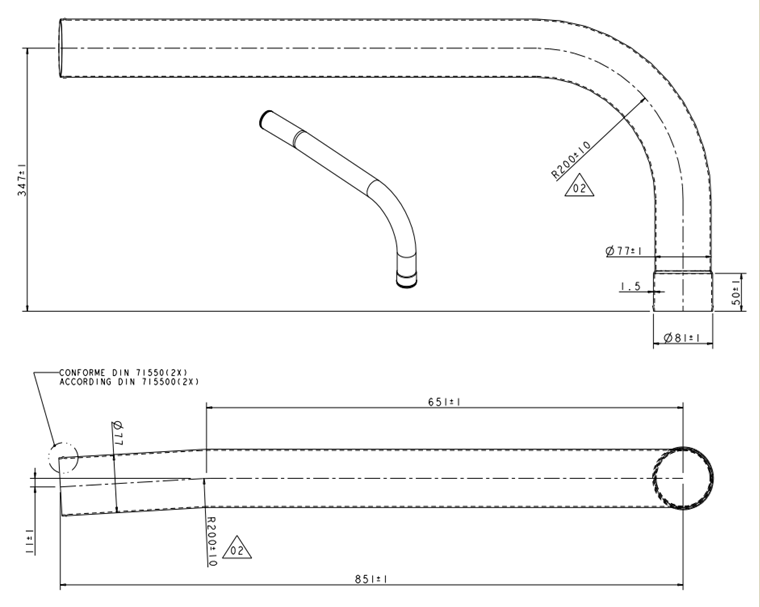 347±1
R200±10
02
Ø77±1
1.5
50±1
Ø81±1
CONFORME DIN 71550(2X)
ACCORDING DIN 715500(2X)
651±1
Ø77
11±1
R200±10
02
851±1